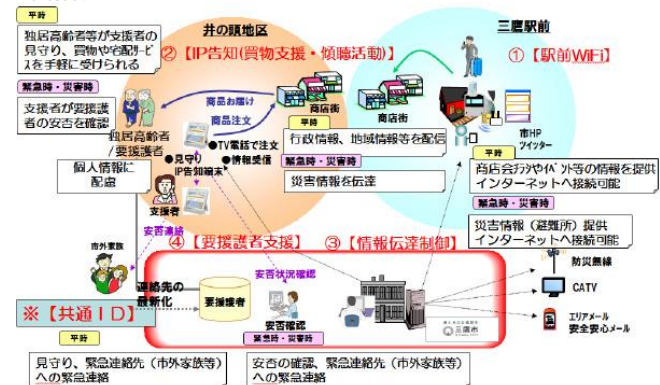 平時
独居高齢者等が支援者の
見守り、買物や宅配サービ
スを手軽に受けられる
緊急時・災害時
支援者が要援護
者の安否を確認
井の頭地区
②【IP告知(買物支援・傾聴活動)】
三鷹駅前
①【駅前WiFi】
商品お届け
商品注文
商店街
商店街
独居高齢者
/要援護者
●TV電話で注文
●見守り
●情報受信
IP告知端末
平時
行政情報、地域情報等を配信
緊急時・災害時
災害情報を伝達
市HP
ツイッター
平時
商店会チラシやイベント等の情報を提供
インターネットへ接続可能
緊急時・災害時
災害情報(避難所)提供
インターネットへ接続可能
個人情報に
配慮
支援者
安否連絡
市外家族
④【要援護者支援】
③【情報伝達制御】
連絡先の
最新化
要援護者
安否状況確認
安否確認
緊急時・災害時
三鷹市
防災無線
CATV
エリアメール
安全安心メール
※【共通ID】
平時
見守り、緊急連絡先(市外家族等)
への緊急連絡
安否の確認、緊急連絡先(市外家族等)
への緊急連絡